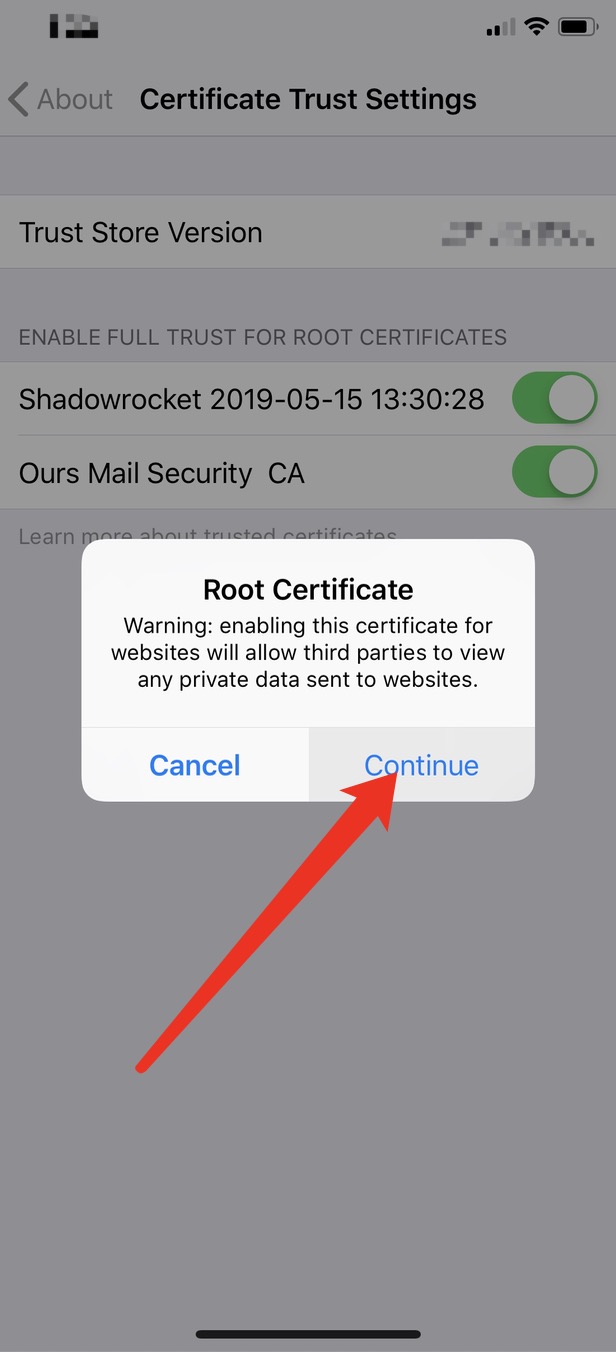 About
Certificate Trust Settings
Trust Store Version
ENABLE FULL TRUST FOR ROOT CERTIFICATES
Shadowrocket 2019-05-15 13:30:28
Ours Mail Security  CA
Learn more about trusted certificates
Root Certificate
Warning: enabling this certificate for
websites will allow third parties to view
any private data sent to websites.
Cancel
Continue